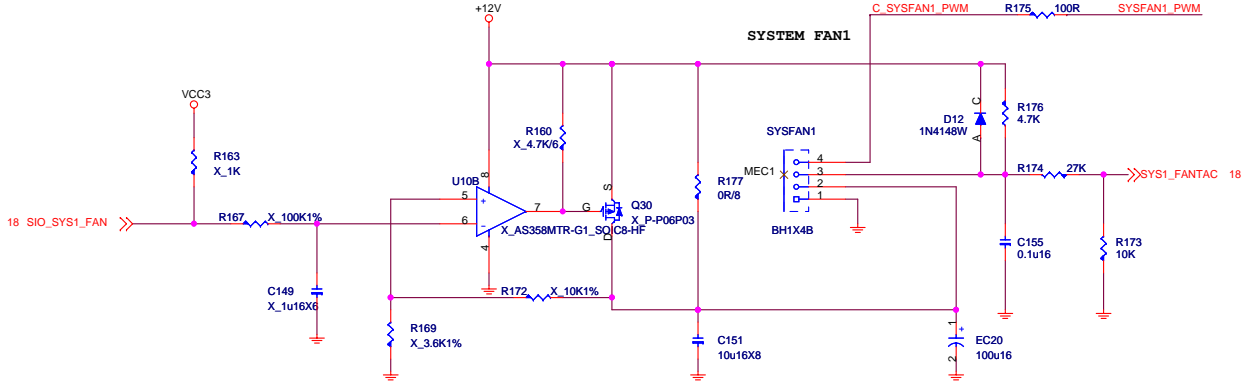 C_SYSFAN1_PWM
R175
100R
SYSFAN1_PWM
+12V
SYSTEM FAN1
VCC3
R163
X_1K
R160
X_4.7K/6
D12
1N4148W
C
A
R176
4.7K
SYSFAN1
MEC1
4
3
2
1
BH1X4B
R174
27K
SYS1_FANTAC 18
U10B
8
5
+
6
-
7
4
X_AS358MTR-G1_SOIC8-HF
G
S
D
Q30
X_P-P06P03
R177
0R/8
18 SIO_SYS1_FAN
R167
X_100K1%
C149
X_1u16X6
R172
X_10K1%
R169
X_3.6K1%
C155
0.1u16
R173
10K
C151
10u16X8
1
+
2
EC20
100u16